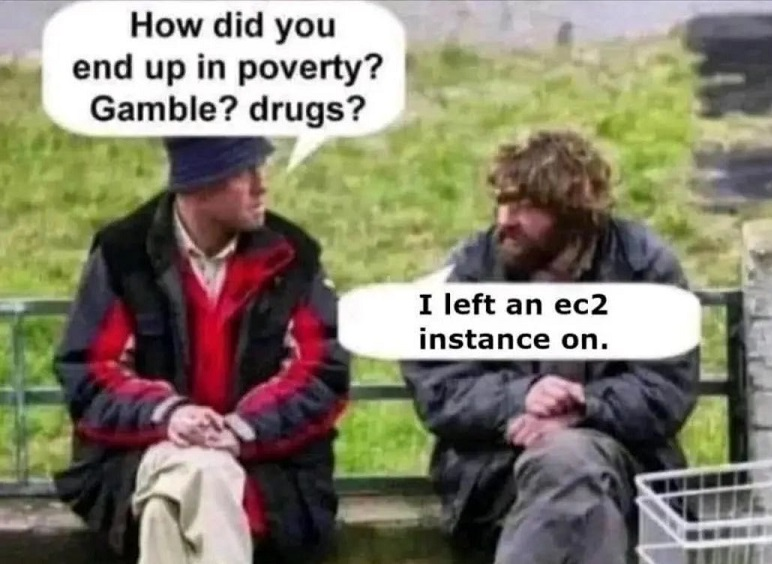 How did you
end up in poverty?
Gamble? drugs?
I left an ec2
instance on.